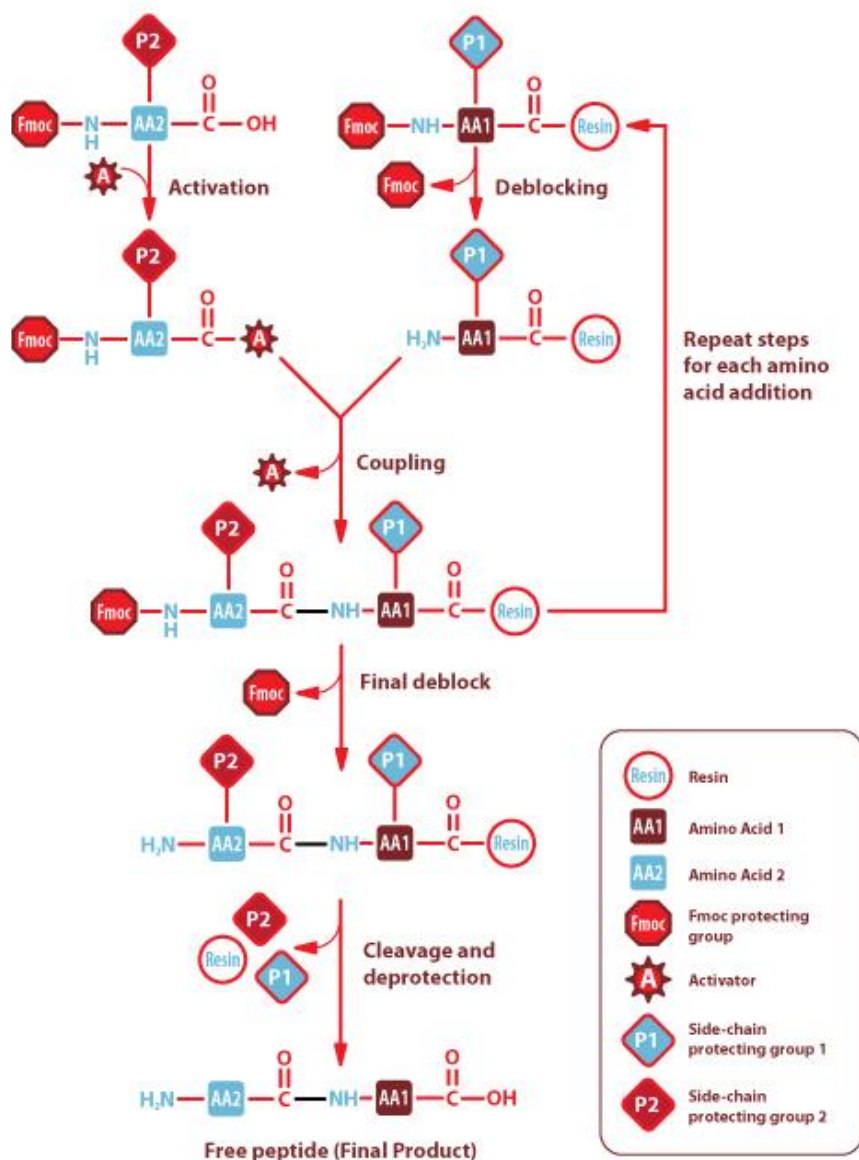 P2
P1
O
O
Fmoc
N
H
AA2
C
OH
Fmoc
NH
AA1
C
Resin
A
Activation
Fmoc
Deblocking
P2
P1
O
O
Fmoc
N
H
AA2
C
A
H₂N
AA1
C
Resin
Repeat steps
for each amino
acid addition
A
Coupling
P2
P1
O
O
Fmoc
N
H
AA2
C
NH
AA1
C
Resin
Fmoc
Final deblock
P2
P1
O
O
H₂N
AA2
C
NH
AA1
C
Resin
P2
Resin
P1
Cleavage and
deprotection
O
O
H₂N
AA2
C
NH
AA1
C
OH
Free peptide (Final Product)
Resin
Resin
AA1
Amino Acid 1
AA2
Amino Acid 2
Fmoc
Fmoc protecting
group
A
Activator
P1
Side-chain
protecting group 1
P2
Side-chain
protecting group 2